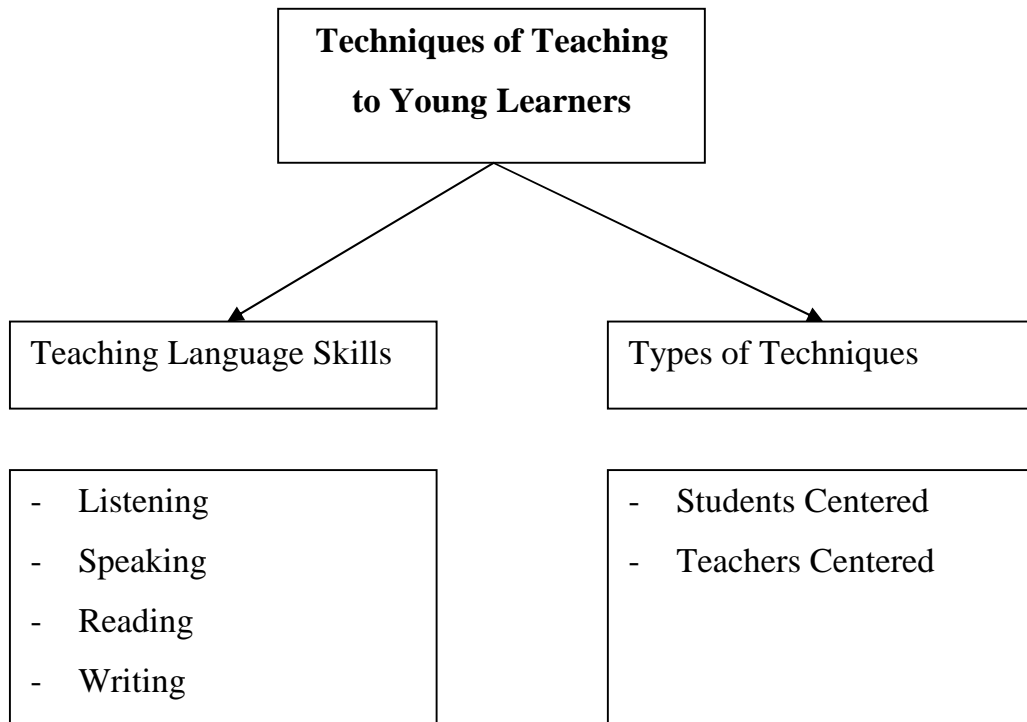 Techniques of Teaching
to Young Learners
Teaching Language Skills
Types of Techniques
- Listening
- Speaking
- Reading
- Writing
- Students Centered
- Teachers Centered